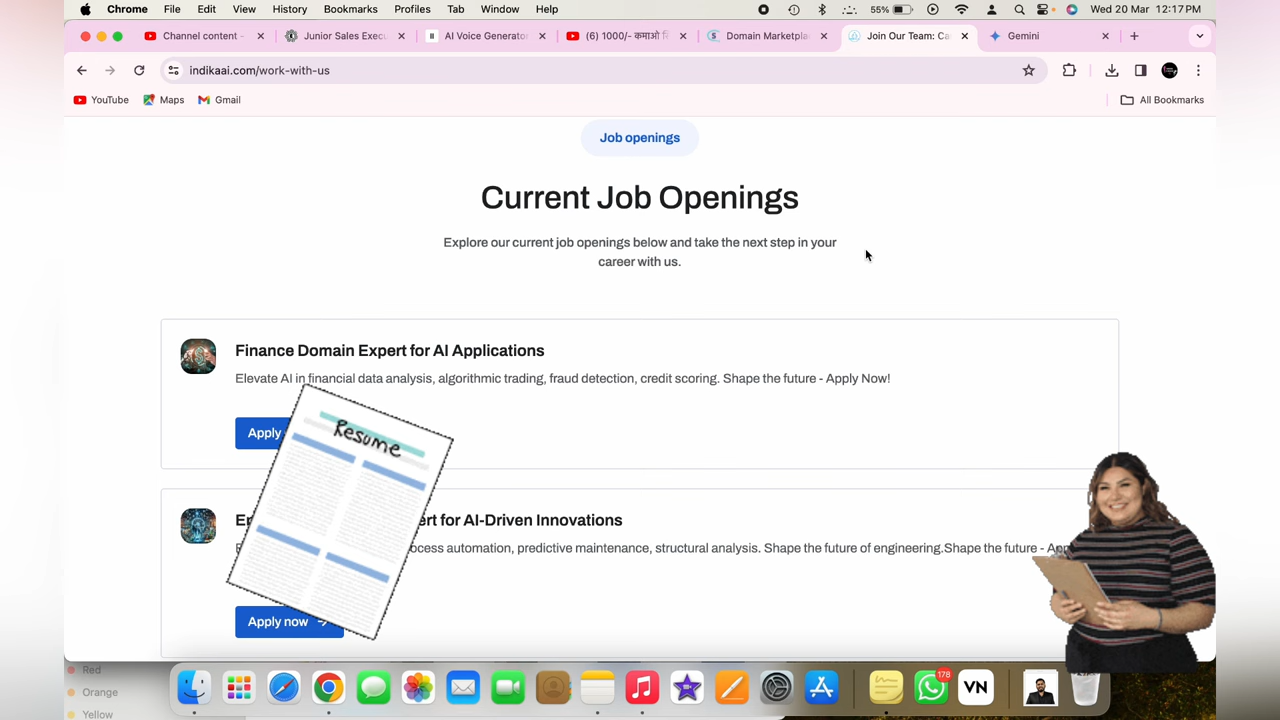 Chrome File Edit View History Bookmarks Profiles Tab Window Help 55% Wed 20 Mar 12:17 PM
Channel content - Junior Sales Exec AI Voice Generator (6) 1000/- कमाओ Domain Marketpla Join Our Team: Ca Gemini
indikaai.com/work-with-us
YouTube Maps Gmail All Bookmarks
Job openings
Current Job Openings
Explore our current job openings below and take the next step in your
career with us.
Finance Domain Expert for AI Applications
Elevate AI in financial data analysis, algorithmic trading, fraud detection, credit scoring. Shape the future - Apply Now!
Apply
Resume
En
rt for AI-Driven Innovations
ocess automation, predictive maintenance, structural analysis. Shape the future of engineering.Shape the future - App
Apply now
Red
Orange
Yellow
178
VN